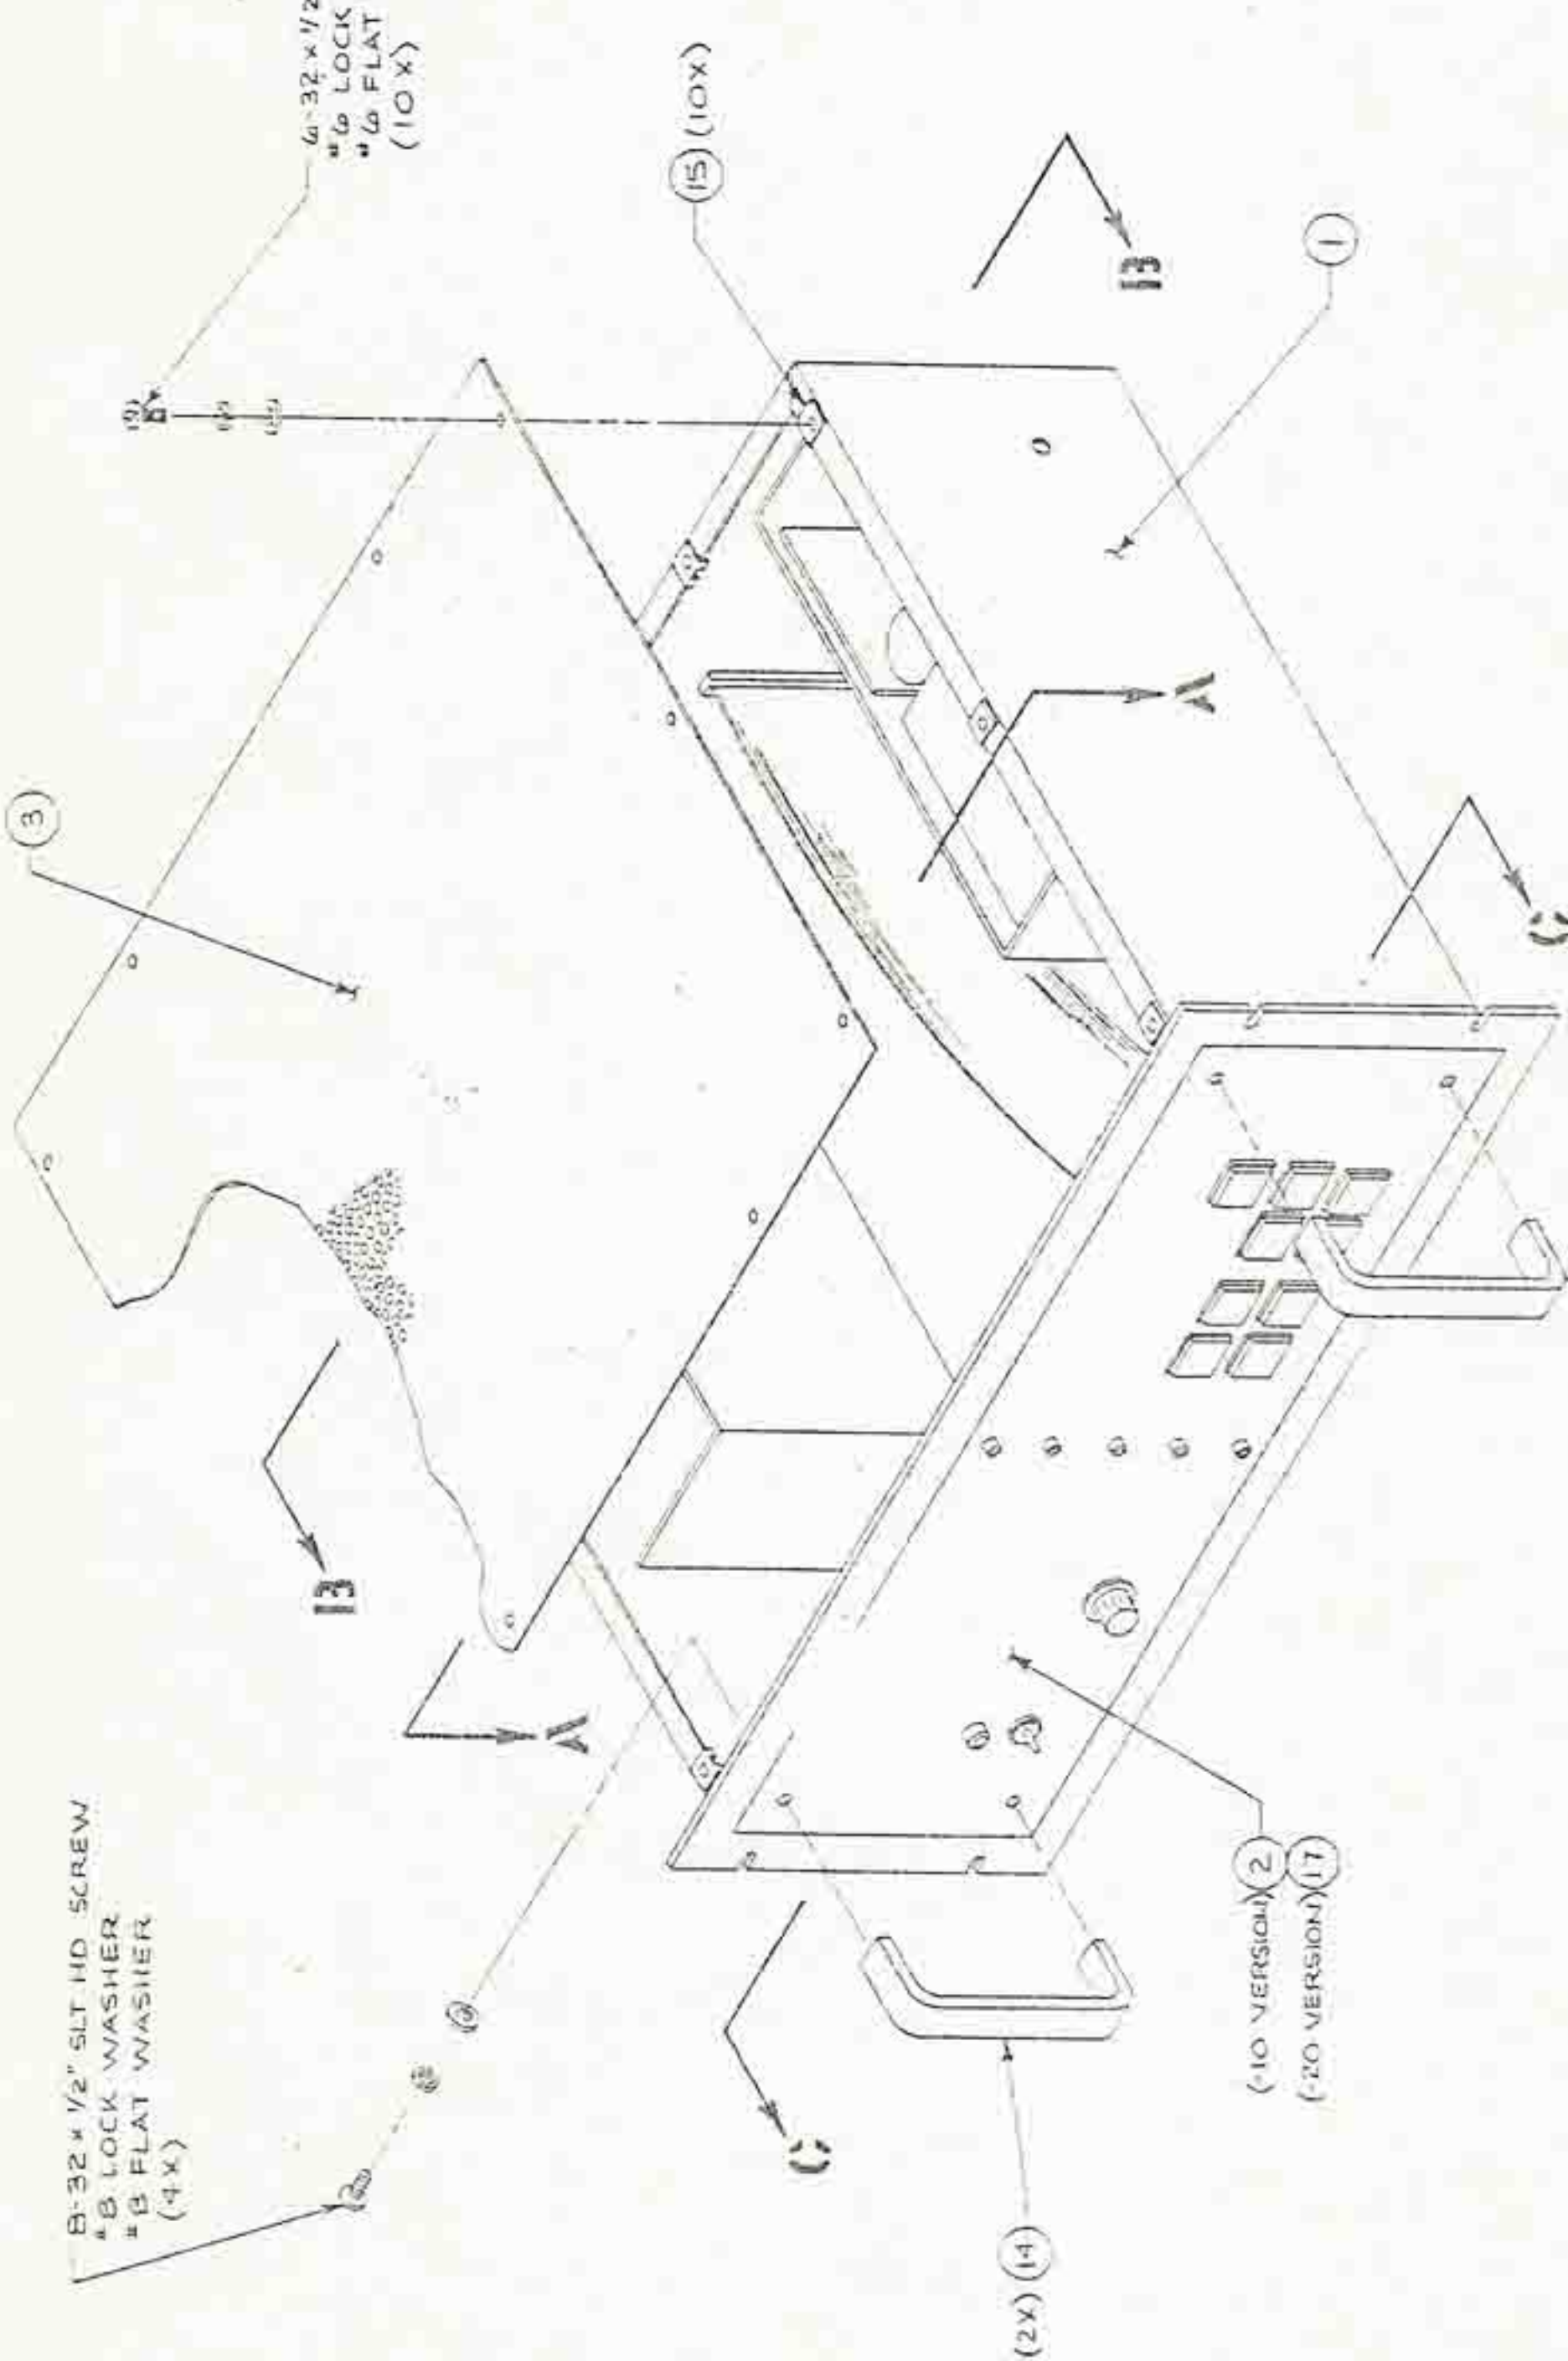 8-32 x 1/2" SLT HD SCREW
#8 LOCK WASHER
#8 FLAT WASHER
(4X)
3
6-32 x 1/2
#6 LOCK
#6 FLAT
(10X)
15 (10X)
B
B
A
A
1
C
C
(2X) 14
(-10 VERSION) 2
(-20 VERSION) 17